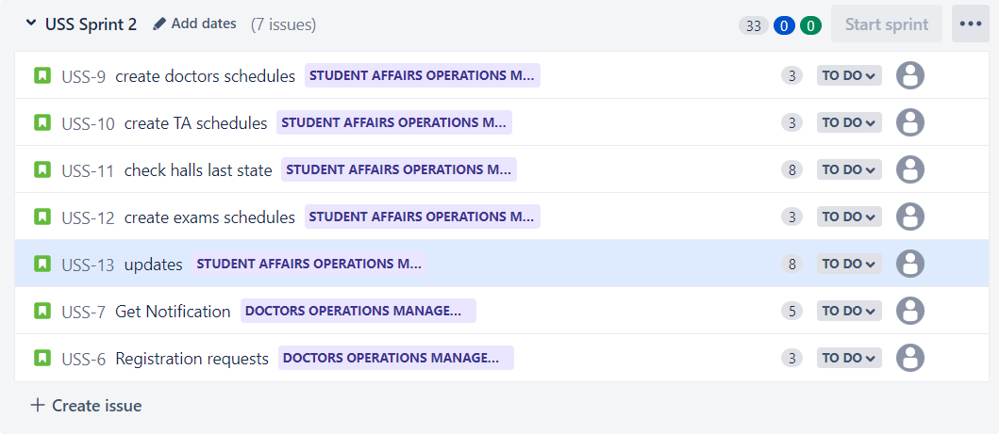 USS Sprint 2 Add dates (7 issues) 33 0 0 Start sprint
USS-9 create doctors schedules STUDENT AFFAIRS OPERATIONS M... 3 TO DO
USS-10 create TA schedules STUDENT AFFAIRS OPERATIONS M... 3 TO DO
USS-11 check halls last state STUDENT AFFAIRS OPERATIONS M... 8 TO DO
USS-12 create exams schedules STUDENT AFFAIRS OPERATIONS M... 3 TO DO
USS-13 updates STUDENT AFFAIRS OPERATIONS M... 8 TO DO
USS-7 Get Notification DOCTORS OPERATIONS MANAGE... 5 TO DO
USS-6 Registration requests DOCTORS OPERATIONS MANAGE... 3 TO DO
+ Create issue